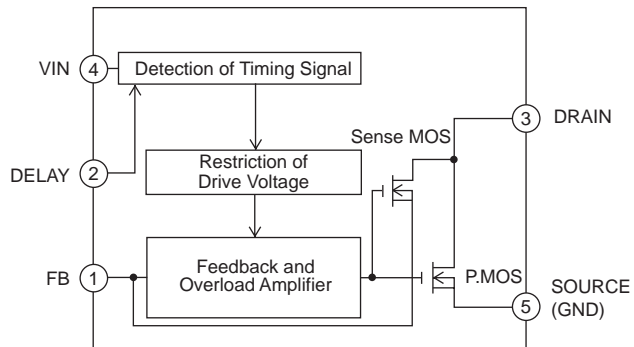 VIN
4
Detection of Timing Signal
3
DRAIN
Sense MOS
DELAY
2
Restriction of
Drive Voltage
FB
1
Feedback and
Overload Amplifier
P.MOS
SOURCE
(GND)
5